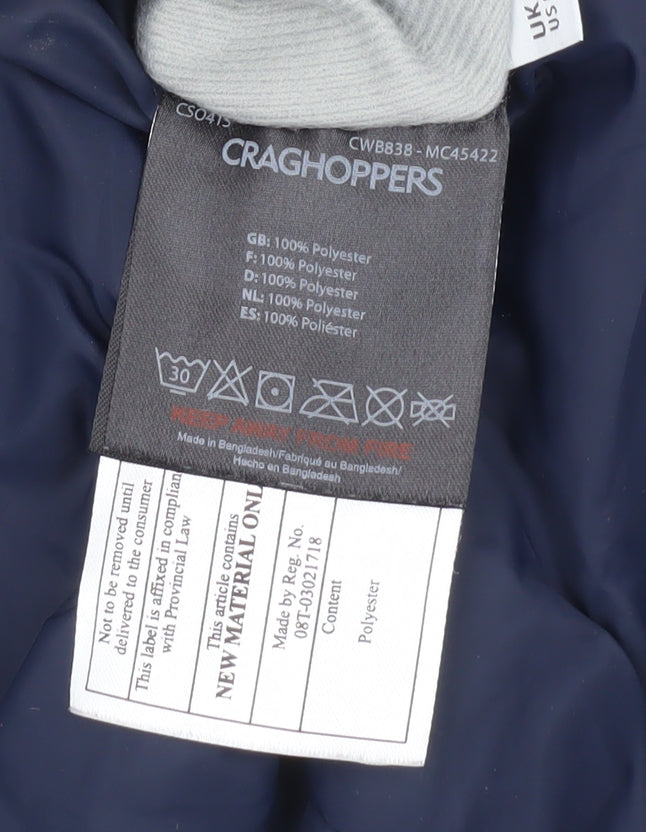 UK
US
CSO415
CWB838 - MC45422
CRAGHOPPERS
GB: 100% Polyester
F: 100% Polyester
D: 100% Polyester
NL: 100% Polyester
ES: 100% Poliéster
30
KEEP AWAY FROM FIRE
Made in Bangladesh/Fabriqué au Bangladesh/
Hecho en Bangladesh
Not to be removed until
delivered to the consumer
This label is affixed in complian
with Provincial Law
This article contains
NEW MATERIAL ONL
Made by Reg. No.
08T-03021718
Content
Polyester